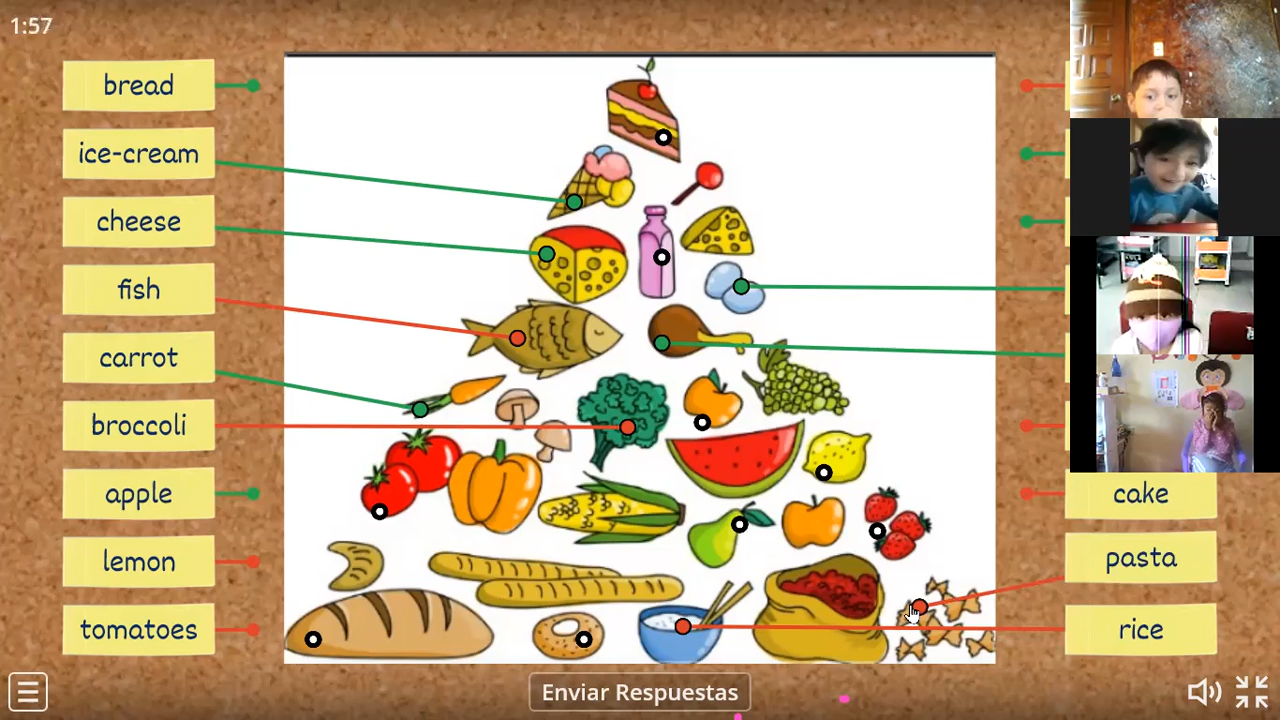 1:57
bread
ice-cream
cheese
fish
carrot
broccoli
apple
lemon
tomatoes
cake
pasta
rice
Enviar Respuestas